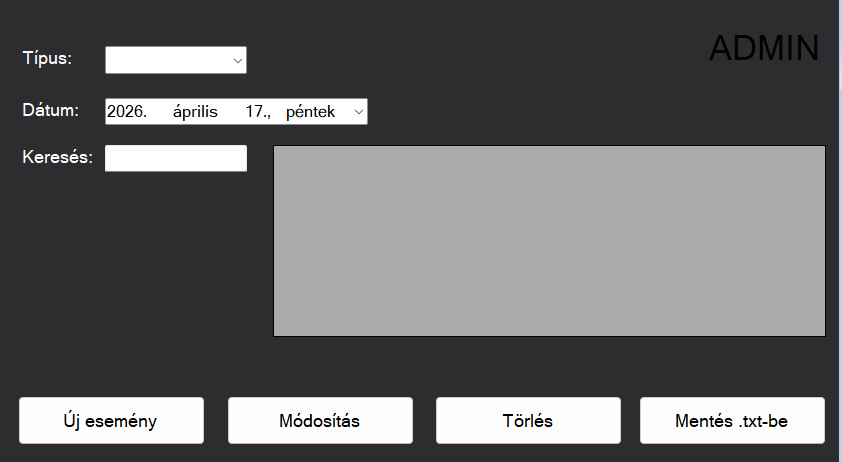 ADMIN
Típus:
Dátum: 2026. április 17., péntek
Keresés:
Új esemény Módosítás Törlés Mentés .txt-be